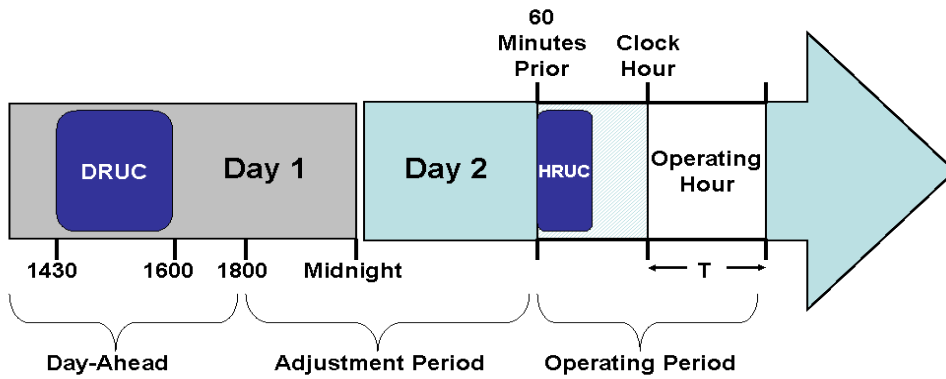 60
Minutes
Prior
Clock
Hour
DRUC
Day 1
Day 2
HRUC
Operating
Hour
1430
1600
1800
Midnight
T
Day-Ahead
Adjustment Period
Operating Period